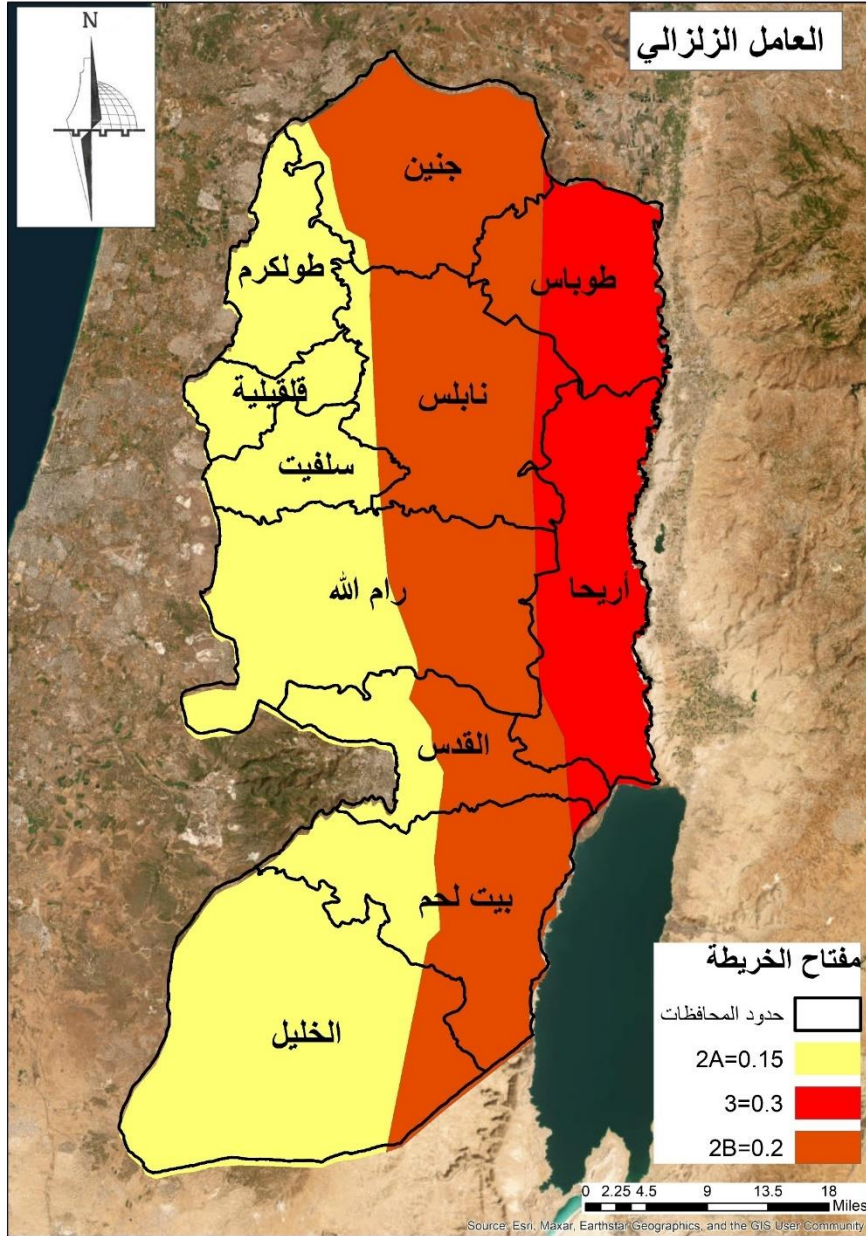 العامل الزلزالي
N
جنين
طولكرم
طوباس
قلقيلية
نابلس
سلفيت
رام الله
أريحا
القدس
بيت لحم
الخليل
مفتاح الخريطة
حدود المحافظات
2A=0.15
3=0.3
2B=0.2
0 2.25 4.5 9 13.5 18
Miles
Source: Esri, Maxar, Earthstar Geographics, and the GIS User Community